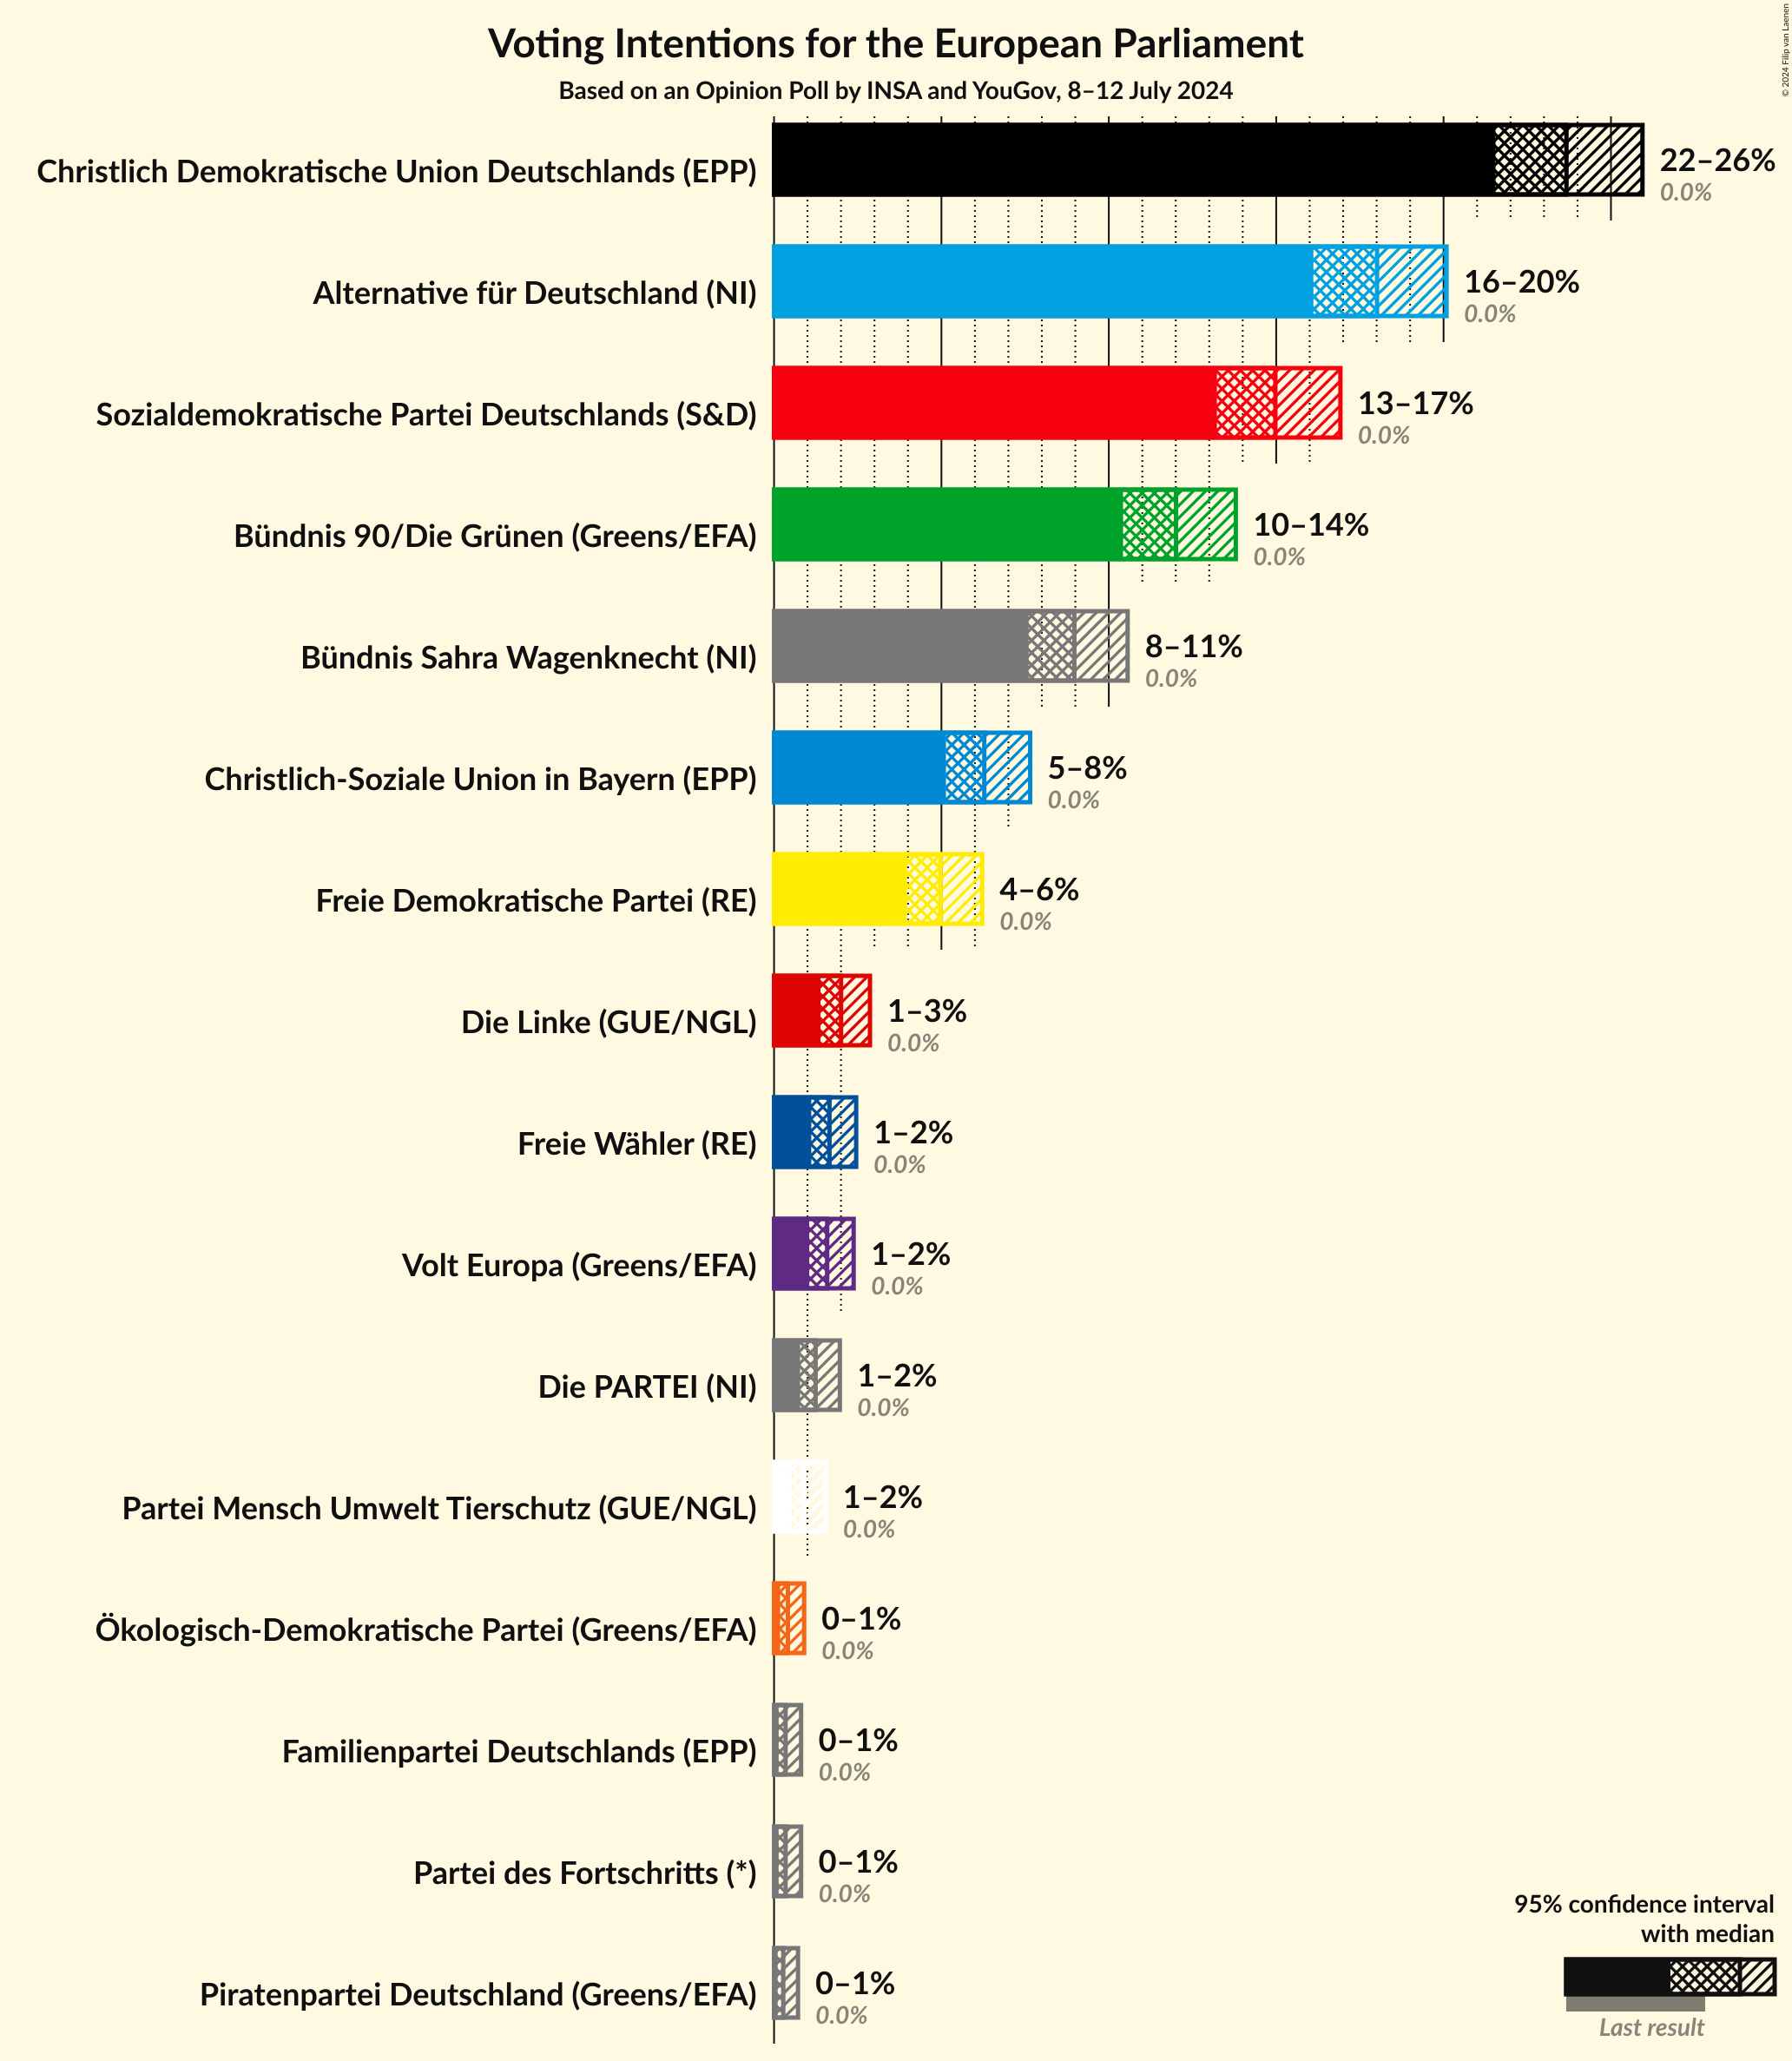 Voting Intentions for the European Parliament
Based on an Opinion Poll by INSA and YouGov, 8–12 July 2024
© 2024 Filip van Laenen
Christlich Demokratische Union Deutschlands (EPP)
22–26%
0.0%
Alternative für Deutschland (NI)
16–20%
0.0%
Sozialdemokratische Partei Deutschlands (S&D)
13–17%
0.0%
Bündnis 90/Die Grünen (Greens/EFA)
10–14%
0.0%
Bündnis Sahra Wagenknecht (NI)
8–11%
0.0%
Christlich-Soziale Union in Bayern (EPP)
5–8%
0.0%
Freie Demokratische Partei (RE)
4–6%
0.0%
Die Linke (GUE/NGL)
1–3%
0.0%
Freie Wähler (RE)
1–2%
0.0%
Volt Europa (Greens/EFA)
1–2%
0.0%
Die PARTEI (NI)
1–2%
0.0%
Partei Mensch Umwelt Tierschutz (GUE/NGL)
1–2%
0.0%
Ökologisch-Demokratische Partei (Greens/EFA)
0–1%
0.0%
Familienpartei Deutschlands (EPP)
0–1%
0.0%
Partei des Fortschritts (*)
0–1%
0.0%
Piratenpartei Deutschland (Greens/EFA)
0–1%
0.0%
95% confidence interval
with median
Last result